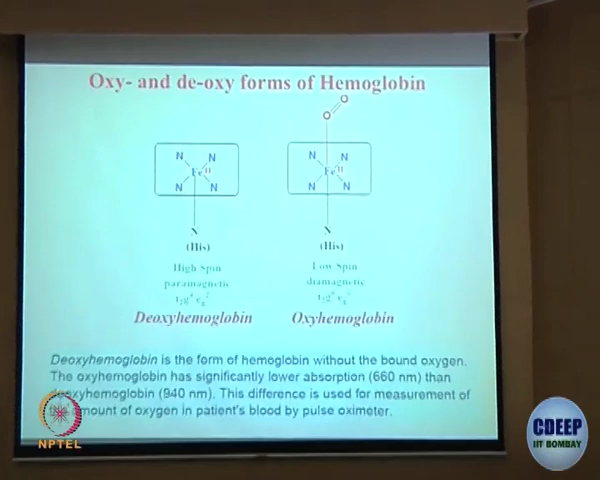 Oxy- and de-oxy forms of Hemoglobin
O O
N N N N
Fe II Fe II
N N N N
N N
(His) (His)
High Spin Low Spin
paramagnetic diamagnetic
Deoxyhemoglobin Oxyhemoglobin
Deoxyhemoglobin is the form of hemoglobin without the bound oxygen.
The oxyhemoglobin has significantly lower absorption (660 nm) than
deoxyhemoglobin (940 nm). This difference is used for measurement of
the amount of oxygen in patient's blood by pulse oximeter.
NPTEL
CDEEP
IIT BOMBAY